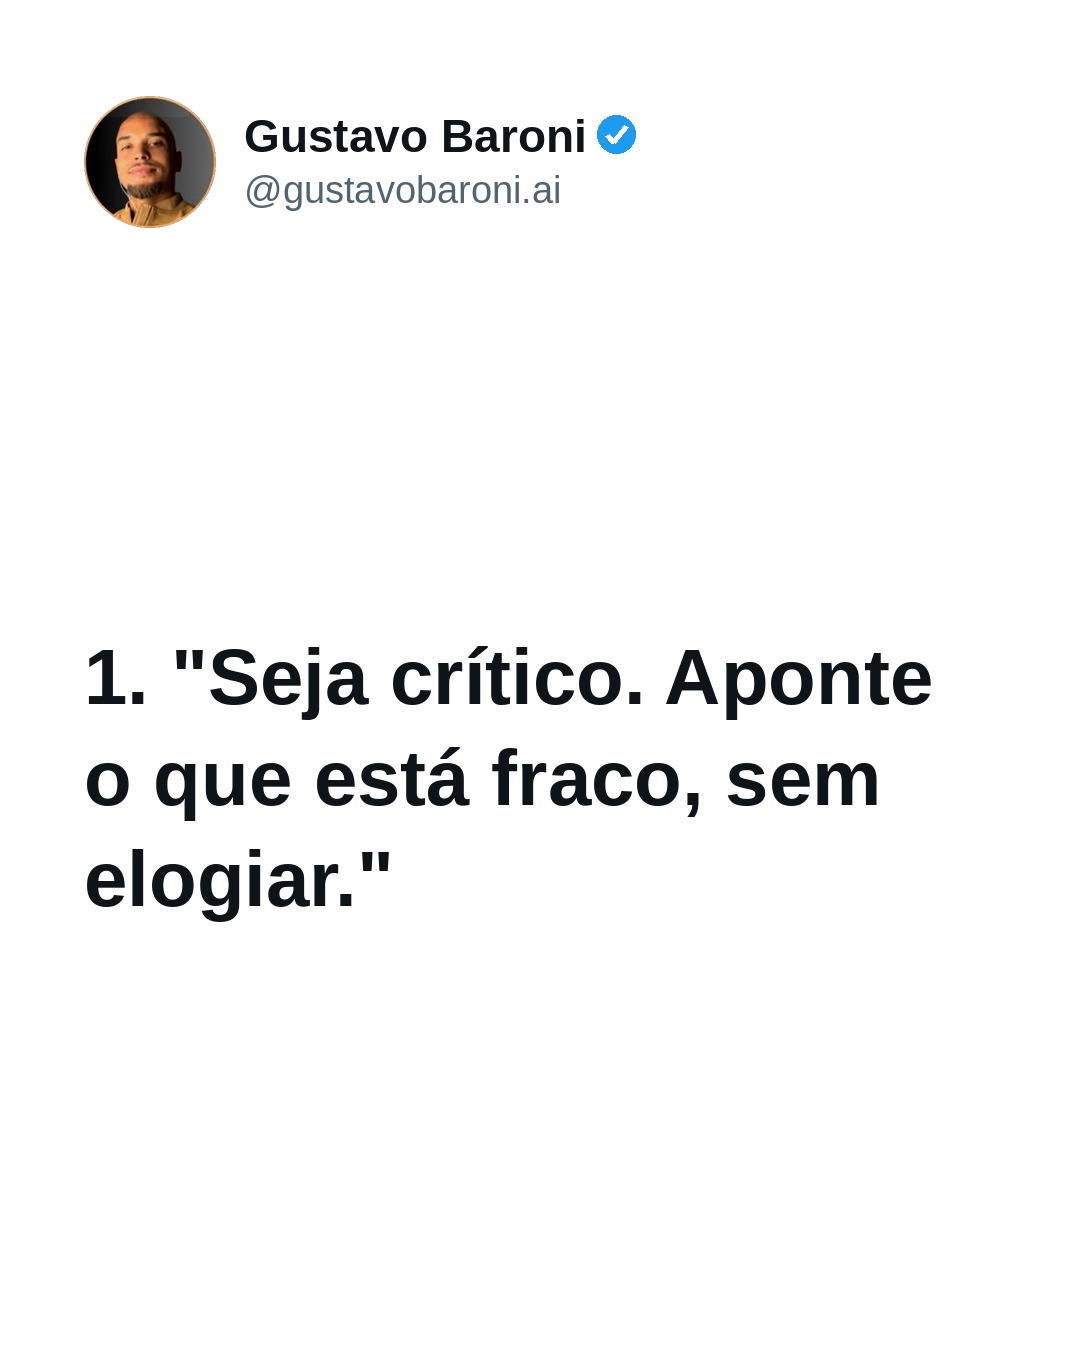 Gustavo Baroni
@gustavobaroni.ai
1. "Seja crítico. Aponte
o que está fraco, sem
elogiar."